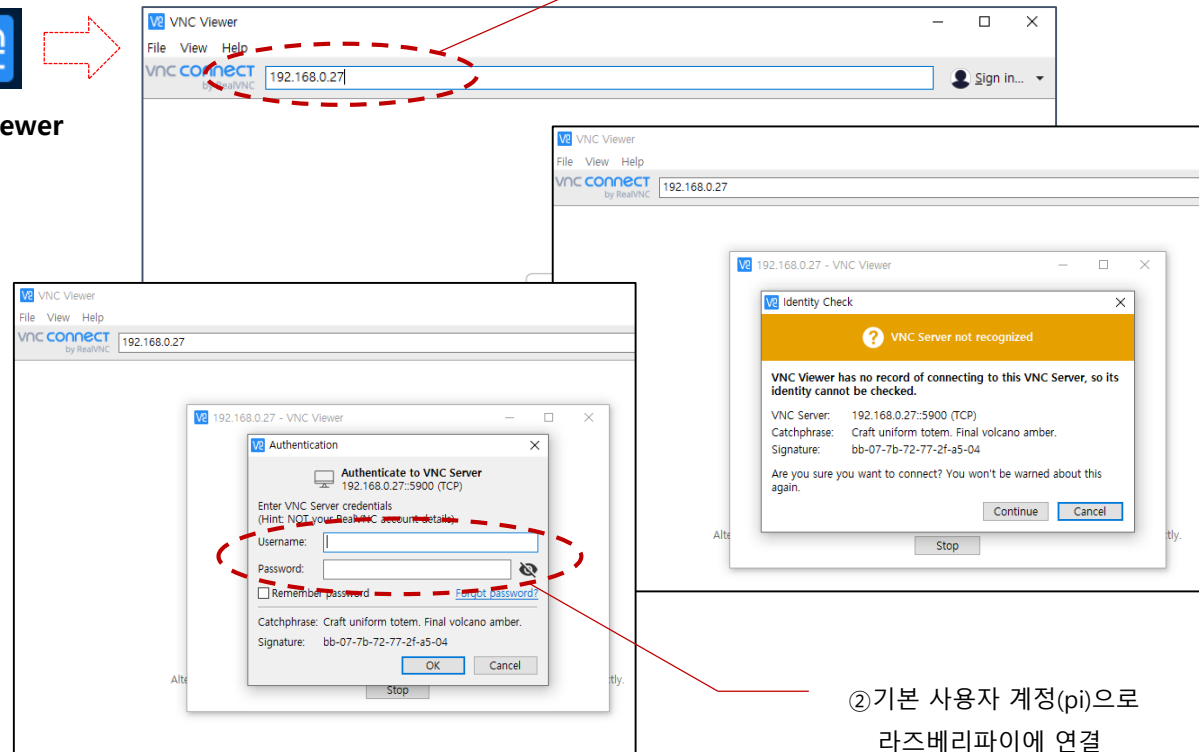 VNC Viewer
File View Help
VNC CONNECT
by RealVNC
192.168.0.27
Sign in...
ewer
VNC Viewer
File View Help
VNC CONNECT
by RealVNC
192.168.0.27
192.168.0.27 - VNC Viewer
Identity Check
VNC Server not recognized
VNC Viewer has no record of connecting to this VNC Server, so its
identity cannot be checked.
VNC Server: 192.168.0.27::5900 (TCP)
Catchphrase: Craft uniform totem. Final volcano amber.
Signature: bb-07-7b-72-77-2f-a5-04
Are you sure you want to connect? You won't be warned about this
again.
Continue Cancel
Alte
tly.
Stop
VNC Viewer
File View Help
VNC CONNECT
by RealVNC
192.168.0.27
192.168.0.27 - VNC Viewer
Authentication
Authenticate to VNC Server
192.168.0.27::5900 (TCP)
Enter VNC Server credentials
(Hint: NOT your RealVNC account details)
Username:
Password:
Remember password Forgot password?
Catchphrase: Craft uniform totem. Final volcano amber.
Signature: bb-07-7b-72-77-2f-a5-04
OK Cancel
Alte
tly.
Stop
②기본 사용자 계정(pi)으로
라즈베리파이에 연결